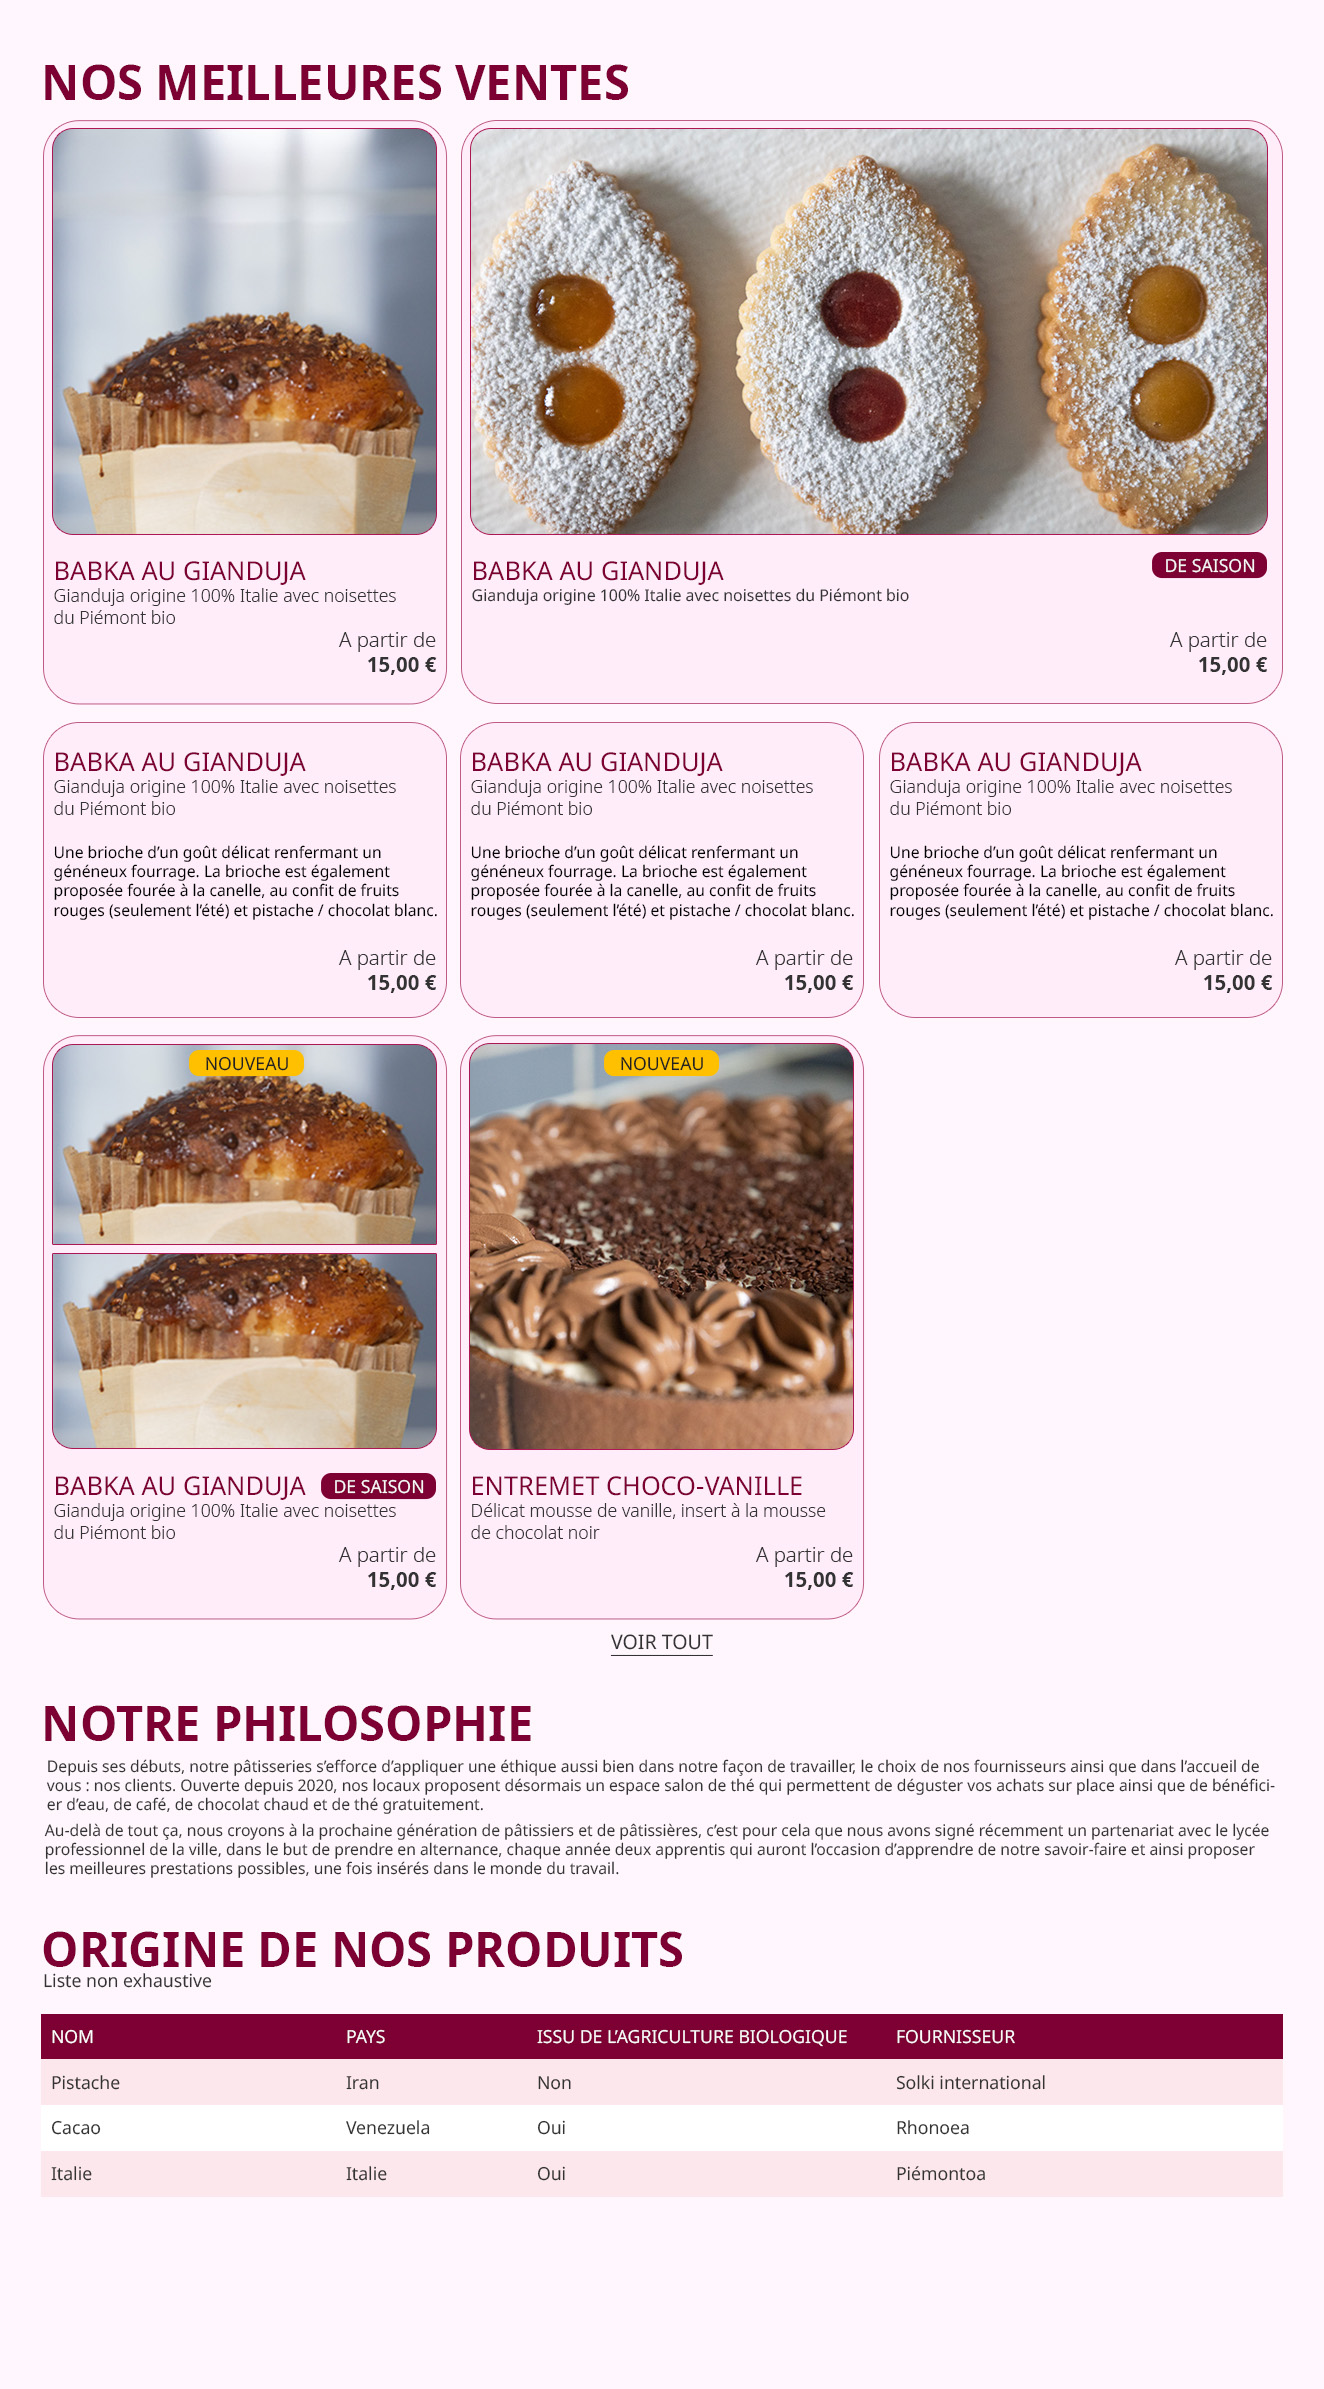 NOS MEILLEURES VENTES
BABKA AU GIANDUJA
Gianduja origine 100% Italie avec noisettes
du Piémont bio
A partir de
15,00 €
BABKA AU GIANDUJA
DE SAISON
Gianduja origine 100% Italie avec noisettes du Piémont bio
A partir de
15,00 €
BABKA AU GIANDUJA
Gianduja origine 100% Italie avec noisettes
du Piémont bio
Une brioche d’un goût délicat renfermant un
généneux fourrage. La brioche est également
proposée fourée à la canelle, au confit de fruits
rouges (seulement l’été) et pistache / chocolat blanc.
A partir de
15,00 €
BABKA AU GIANDUJA
Gianduja origine 100% Italie avec noisettes
du Piémont bio
Une brioche d’un goût délicat renfermant un
généneux fourrage. La brioche est également
proposée fourée à la canelle, au confit de fruits
rouges (seulement l’été) et pistache / chocolat blanc.
A partir de
15,00 €
BABKA AU GIANDUJA
Gianduja origine 100% Italie avec noisettes
du Piémont bio
Une brioche d’un goût délicat renfermant un
généneux fourrage. La brioche est également
proposée fourée à la canelle, au confit de fruits
rouges (seulement l’été) et pistache / chocolat blanc.
A partir de
15,00 €
NOUVEAU
BABKA AU GIANDUJA
DE SAISON
Gianduja origine 100% Italie avec noisettes
du Piémont bio
A partir de
15,00 €
NOUVEAU
ENTREMET CHOCO-VANILLE
Délicat mousse de vanille, insert à la mousse
de chocolat noir
A partir de
15,00 €
VOIR TOUT
NOTRE PHILOSOPHIE
Depuis ses débuts, notre pâtisseries s’efforce d’appliquer une éthique aussi bien dans notre façon de travailler, le choix de nos fournisseurs ainsi que dans l’accueil de
vous : nos clients. Ouverte depuis 2020, nos locaux proposent désormais un espace salon de thé qui permettent de déguster vos achats sur place ainsi que de bénéfici-
er d’eau, de café, de chocolat chaud et de thé gratuitement.
Au-delà de tout ça, nous croyons à la prochaine génération de pâtissiers et de pâtissières, c’est pour cela que nous avons signé récemment un partenariat avec le lycée
professionnel de la ville, dans le but de prendre en alternance, chaque année deux apprentis qui auront l’occasion d’apprendre de notre savoir-faire et ainsi proposer
les meilleures prestations possibles, une fois insérés dans le monde du travail.
ORIGINE DE NOS PRODUITS
Liste non exhaustive
NOM PAYS ISSU DE L’AGRICULTURE BIOLOGIQUE FOURNISSEUR
Pistache Iran Non Solki international
Cacao Venezuela Oui Rhonoea
Italie Italie Oui Piémontoa